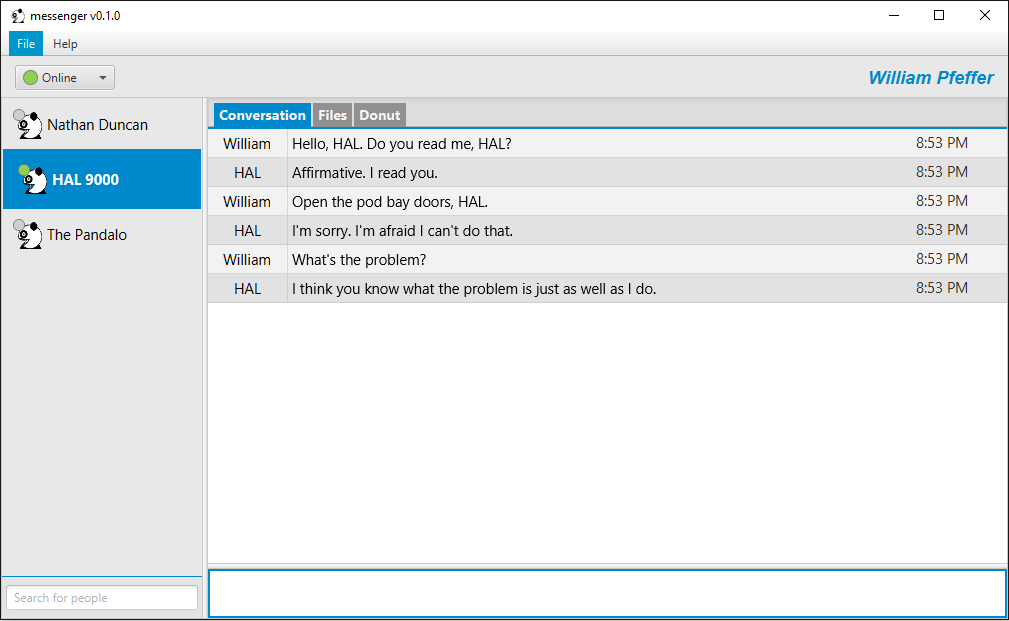 messenger v0.1.0
File Help
Online
William Pfeffer
Nathan Duncan
HAL 9000
The Pandalo
Search for people
Conversation Files Donut
William Hello, HAL. Do you read me, HAL? 8:53 PM
HAL Affirmative. I read you. 8:53 PM
William Open the pod bay doors, HAL. 8:53 PM
HAL I'm sorry. I'm afraid I can't do that. 8:53 PM
William What's the problem? 8:53 PM
HAL I think you know what the problem is just as well as I do. 8:53 PM